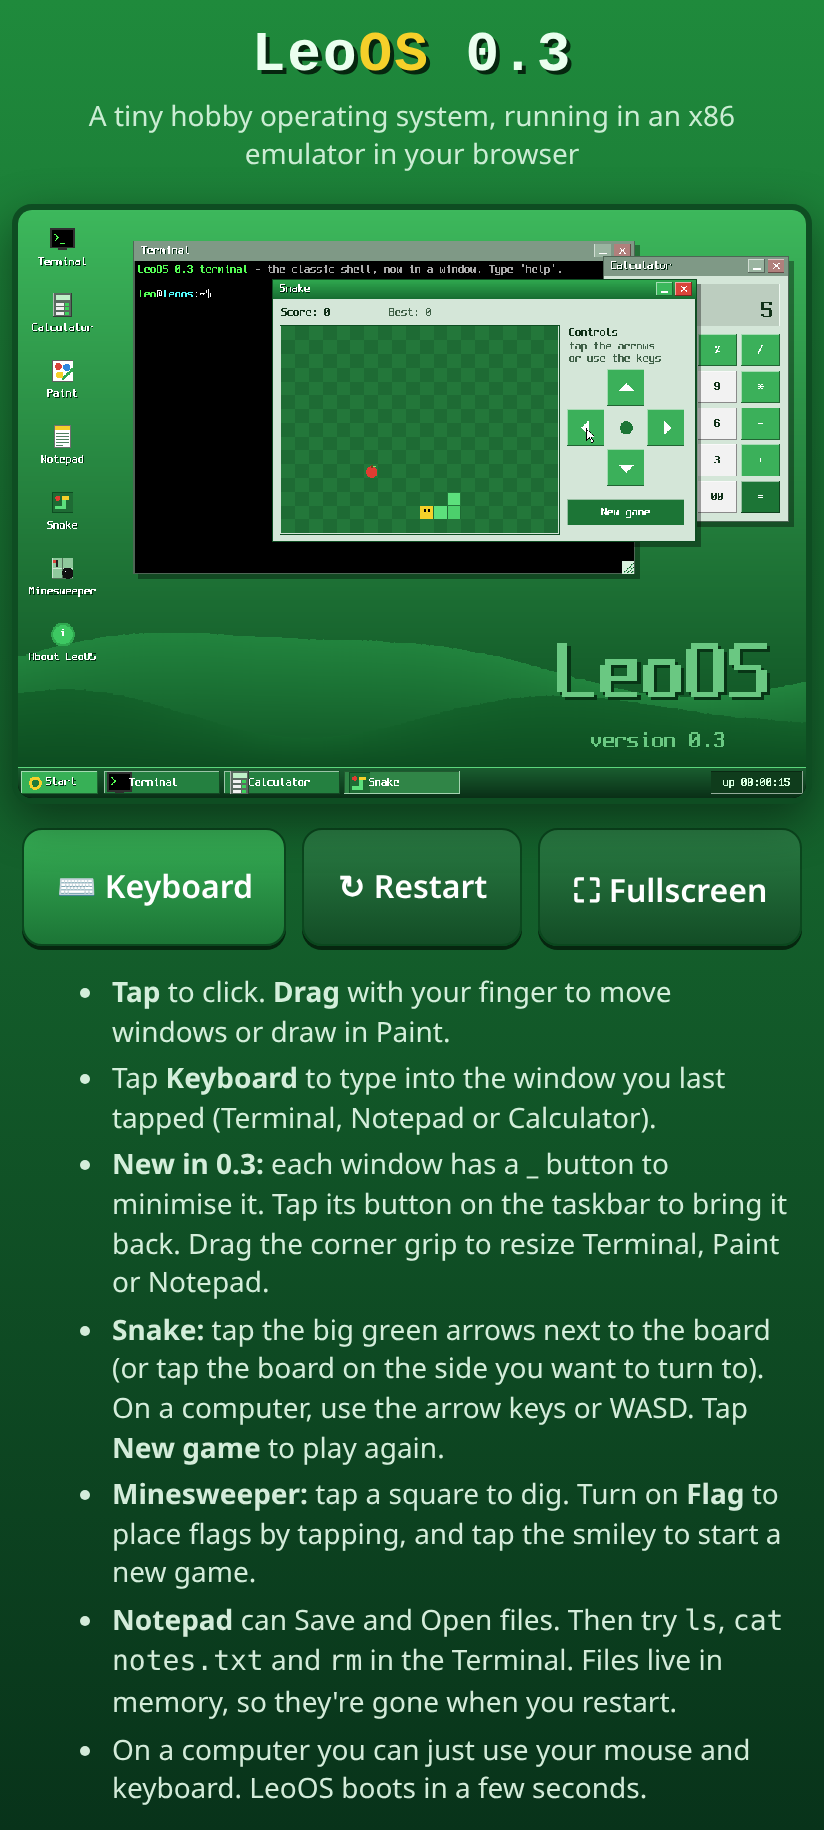 LeoOS 0.3
A tiny hobby operating system, running in an x86
emulator in your browser
Terminal
Calculator
Paint
Notepad
Snake
Minesweeper
About LeoOS
Terminal
LeoOS 0.3 terminal - the classic shell, now in a window. Type 'help'.
leo@leoos:~
Calculator
5
%
/
9
*
6
-
3
+
00
=
Snake
Score: 0
Best: 0
Controls
tap the arrows
or use the keys
New game
LeoOS
version 0.3
Start
Terminal
Calculator
Snake
up 00:00:15
Keyboard
↻ Restart
Fullscreen
• Tap to click. Drag with your finger to move
windows or draw in Paint.
• Tap Keyboard to type into the window you last
tapped (Terminal, Notepad or Calculator).
• New in 0.3: each window has a _ button to
minimise it. Tap its button on the taskbar to bring it
back. Drag the corner grip to resize Terminal, Paint
or Notepad.
• Snake: tap the big green arrows next to the board
(or tap the board on the side you want to turn to).
On a computer, use the arrow keys or WASD. Tap
New game to play again.
• Minesweeper: tap a square to dig. Turn on Flag to
place flags by tapping, and tap the smiley to start a
new game.
• Notepad can Save and Open files. Then try ls, cat
notes.txt and rm in the Terminal. Files live in
memory, so they're gone when you restart.
• On a computer you can just use your mouse and
keyboard. LeoOS boots in a few seconds.